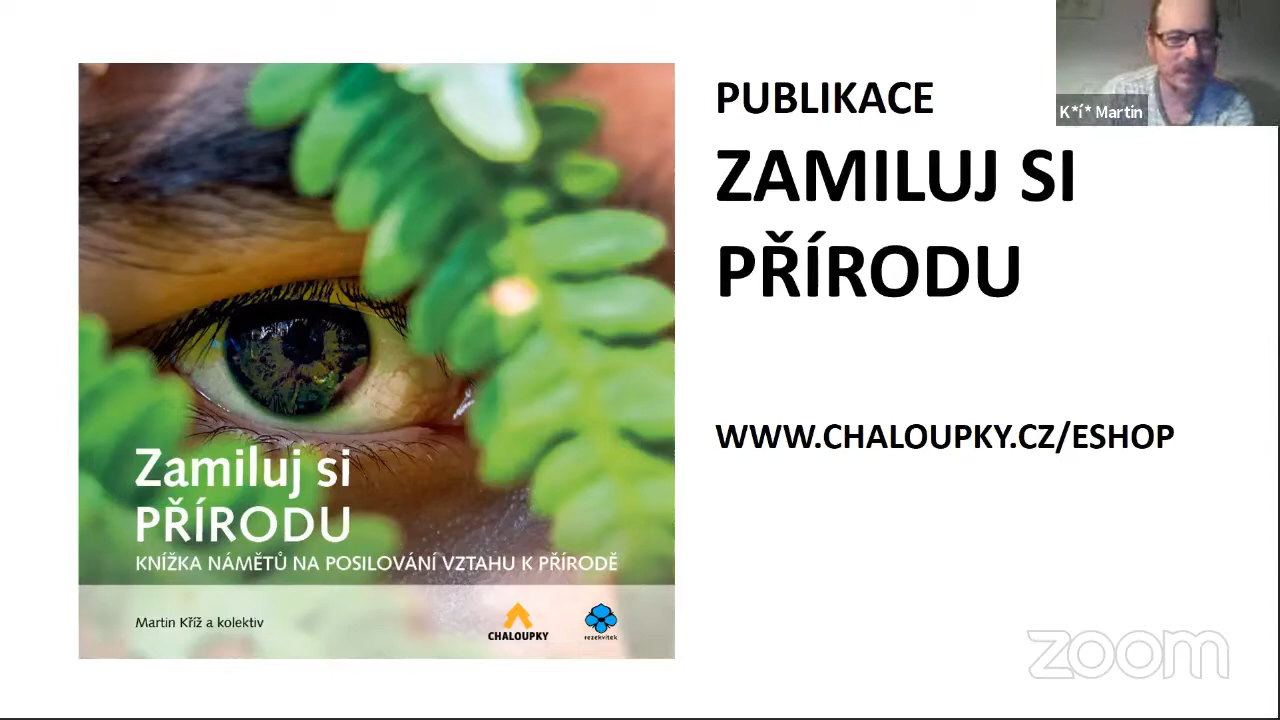 PUBLIKACE
ZAMILUJ SI
PŘÍRODU
WWW.CHALOUPKY.CZ/ESHOP
Zamiluj si
PŘÍRODU
KNÍŽKA NÁMĚTŮ NA POSILOVÁNÍ VZTAHU K PŘÍRODĚ
Martin Kříž a kolektiv
CHALOUPKY
rezekvítek
K*í* Martin
zoom